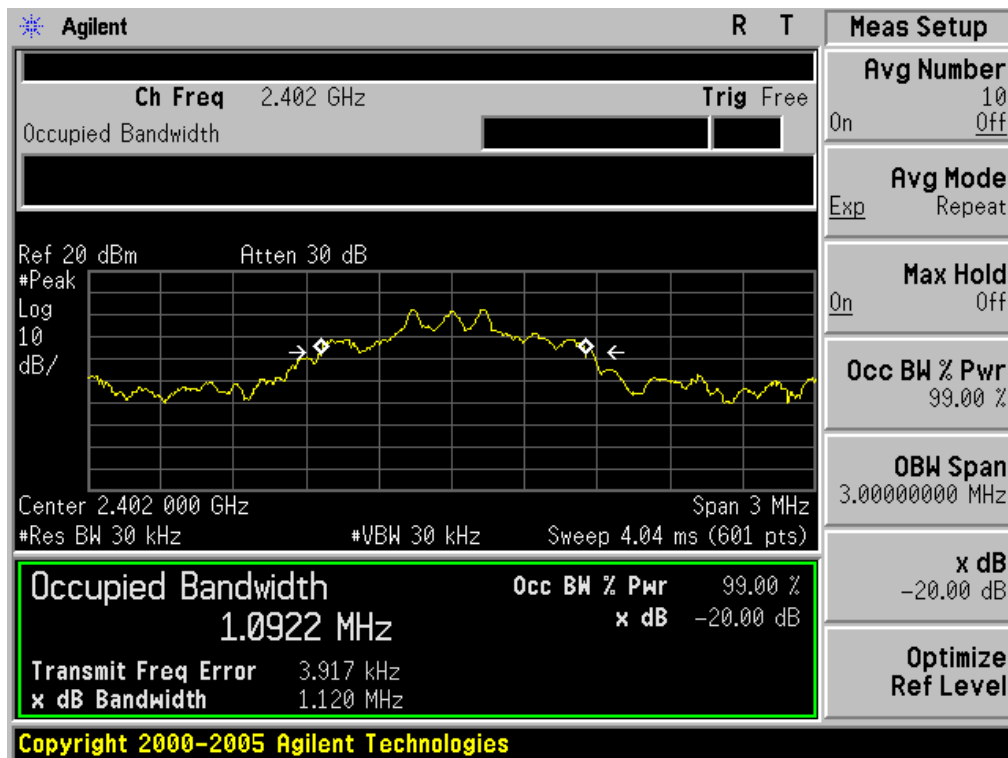 Agilent R T
Ch Freq 2.402 GHz Trig Free
Occupied Bandwidth
Ref 20 dBm Atten 30 dB
#Peak
Log
10
dB/
Center 2.402 000 GHz Span 3 MHz
#Res BW 30 kHz #VBW 30 kHz Sweep 4.04 ms (601 pts)
Occupied Bandwidth Occ BW % Pwr 99.00 %
1.0922 MHz x dB -20.00 dB
Transmit Freq Error 3.917 kHz
x dB Bandwidth 1.120 MHz
Copyright 2000-2005 Agilent Technologies
Meas Setup
Avg Number
10
On Off
Avg Mode
Exp Repeat
Max Hold
On Off
Occ BW % Pwr
99.00 %
OBW Span
3.00000000 MHz
x dB
-20.00 dB
Optimize
Ref Level